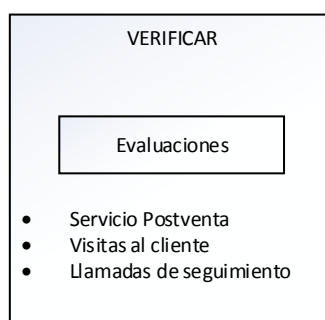 VERIFICAR
Evaluaciones
• Servicio Postventa
• Visitas al cliente
• Llamadas de seguimiento